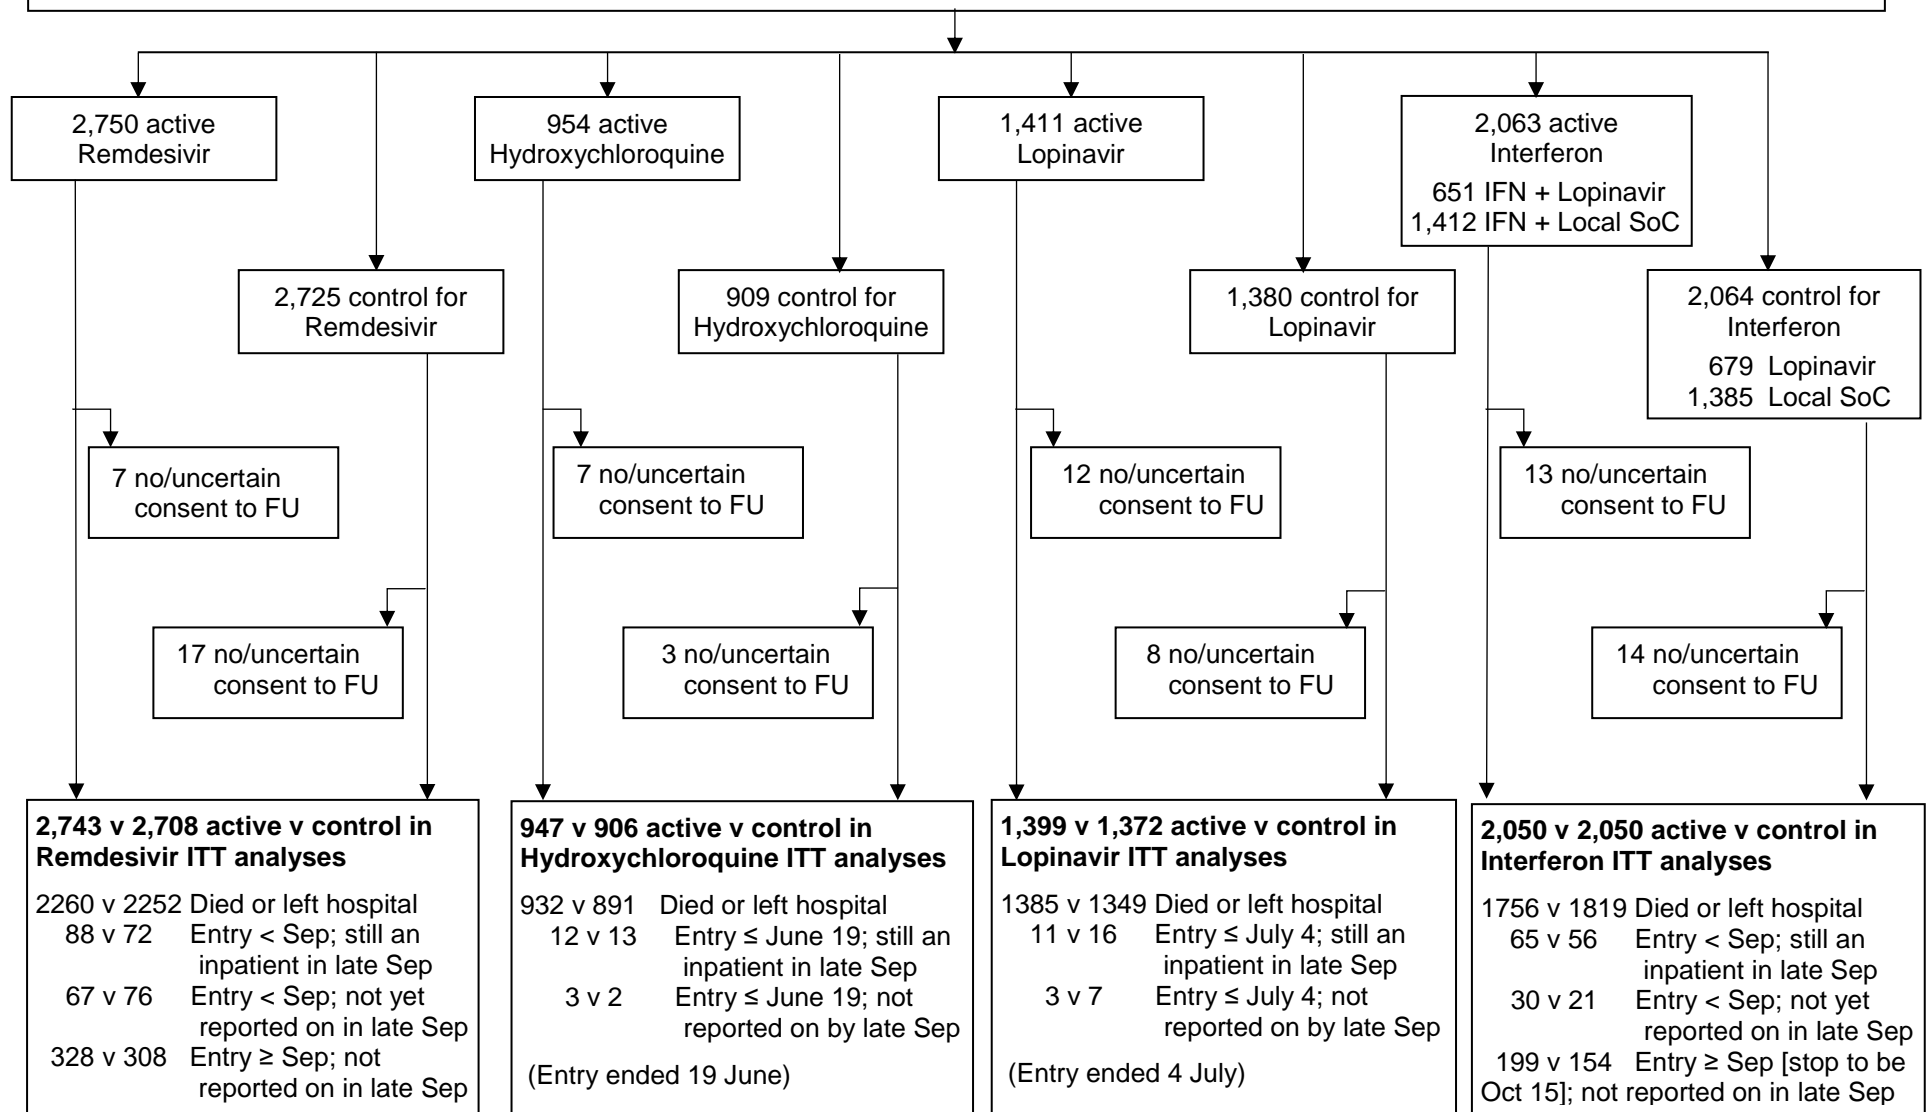 2,750 active
Remdesivir
954 active
Hydroxychloroquine
1,411 active
Lopinavir
2,063 active
Interferon
651 IFN + Lopinavir
1,412 IFN + Local SoC
2,725 control for
Remdesivir
909 control for
Hydroxychloroquine
1,380 control for
Lopinavir
2,064 control for
Interferon
679 Lopinavir
1,385 Local SoC
7 no/uncertain
consent to FU
7 no/uncertain
consent to FU
12 no/uncertain
consent to FU
13 no/uncertain
consent to FU
17 no/uncertain
consent to FU
3 no/uncertain
consent to FU
8 no/uncertain
consent to FU
14 no/uncertain
consent to FU
2,743 v 2,708 active v control in
Remdesivir ITT analyses
2260 v 2252 Died or left hospital
88 v 72 Entry < Sep; still an
inpatient in late Sep
67 v 76 Entry < Sep; not yet
reported on in late Sep
328 v 308 Entry ≥ Sep; not
reported on in late Sep
947 v 906 active v control in
Hydroxychloroquine ITT analyses
932 v 891 Died or left hospital
12 v 13 Entry ≤ June 19; still an
inpatient in late Sep
3 v 2 Entry ≤ June 19; not
reported on by late Sep
(Entry ended 19 June)
1,399 v 1,372 active v control in
Lopinavir ITT analyses
1385 v 1349 Died or left hospital
11 v 16 Entry ≤ July 4; still an
inpatient in late Sep
3 v 7 Entry ≤ July 4; not
reported on by late Sep
(Entry ended 4 July)
2,050 v 2,050 active v control in
Interferon ITT analyses
1756 v 1819 Died or left hospital
65 v 56 Entry < Sep; still an
inpatient in late Sep
30 v 21 Entry < Sep; not yet
reported on in late Sep
199 v 154 Entry ≥ Sep [stop to be
Oct 15]; not reported on in late Sep